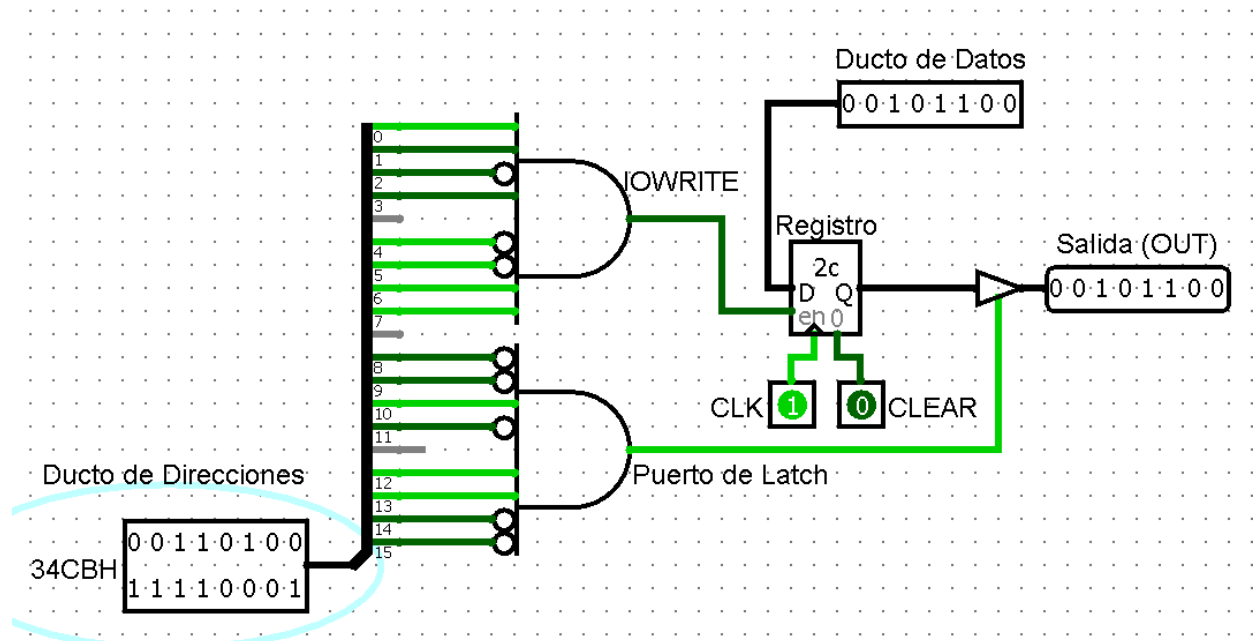 Ducto de Datos
0 0 1 0 1 1 0 0
0
1
2
3
4
5
6
7
8
9
10
11
12
13
14
15
IOWRITE
Registro
2c
D Q
en 0
Salida (OUT)
0 0 1 0 1 1 0 0
CLK 1
0 CLEAR
Puerto de Latch
Ducto de Direcciones
34CBH
0 0 1 1 0 1 0 0
1 1 1 1 0 0 0 1